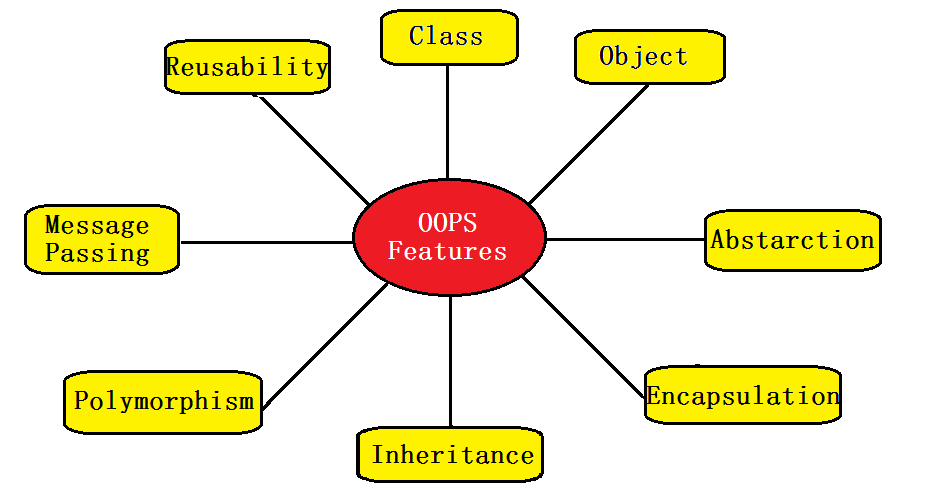 Class
Object
Reusability
Message
Passing
OOPS
Features
Abstarction
Polymorphism
Encapsulation
Inheritance